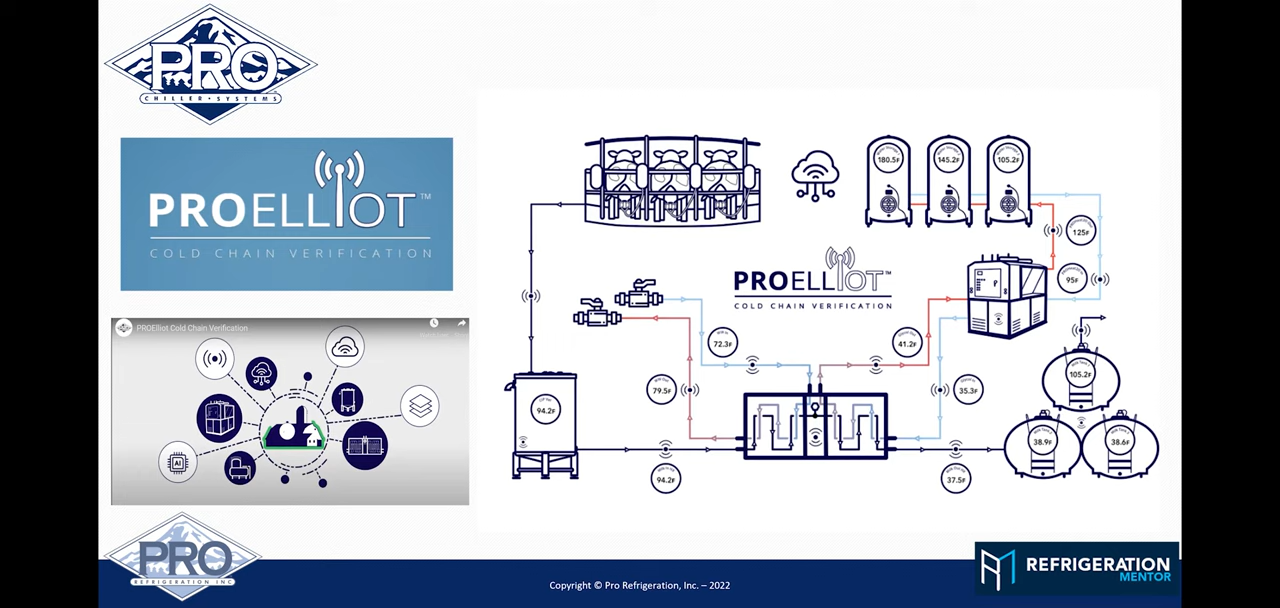 PRO
CHILLER • SYSTEMS
PROELLIOT™
COLD CHAIN VERIFICATION
PROElliot Cold Chain Verification
AI
180.5F
145.2F
105.2F
125F
95F
PROELLIOT™
COLD CHAIN VERIFICATION
72.3F
41.2F
79.5F
35.3F
94.2F
105.2F
38.9F
38.6F
94.2F
37.5F
PRO
REFRIGERATION INC
Copyright © Pro Refrigeration, Inc. – 2022
REFRIGERATION
MENTOR